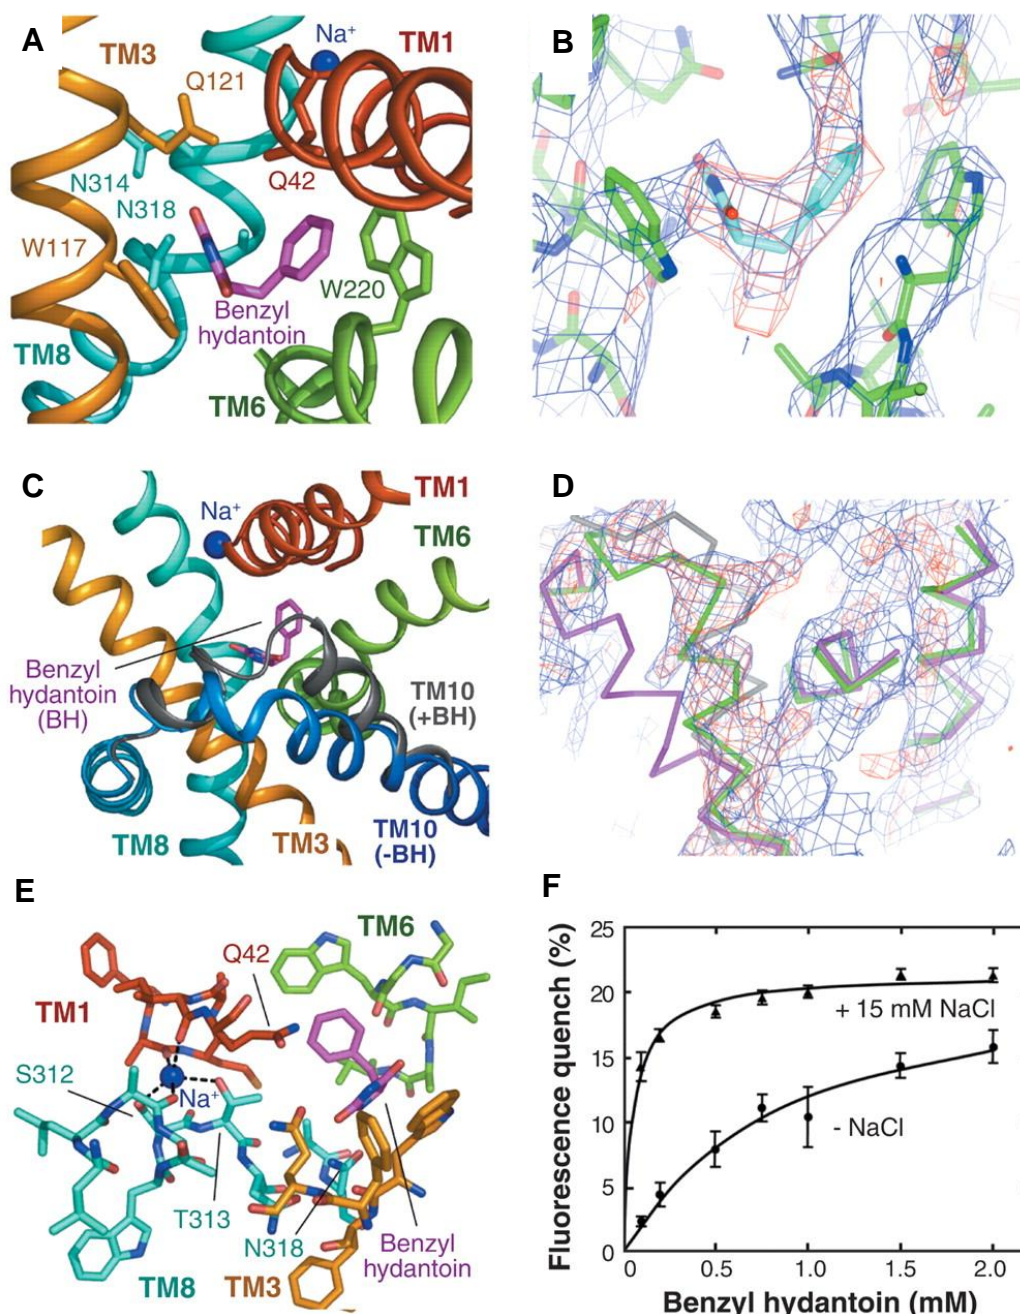 A
Na⁺
TM1
TM3
Q121
Q42
N314
N318
W117
W220
Benzyl
hydantoin
TM8
TM6
B
C
TM1
Na⁺
TM6
Benzyl
hydantoin
(BH)
TM10
(+BH)
TM8
TM3
TM10
(-BH)
D
E
TM6
Q42
TM1
S312
Na⁺
T313
N318
Benzyl
hydantoin
TM8
TM3
F
Fluorescence quench (%)
25
20
15
10
5
0
+ 15 mM NaCl
- NaCl
0 0.5 1.0 1.5 2.0
Benzyl hydantoin (mM)